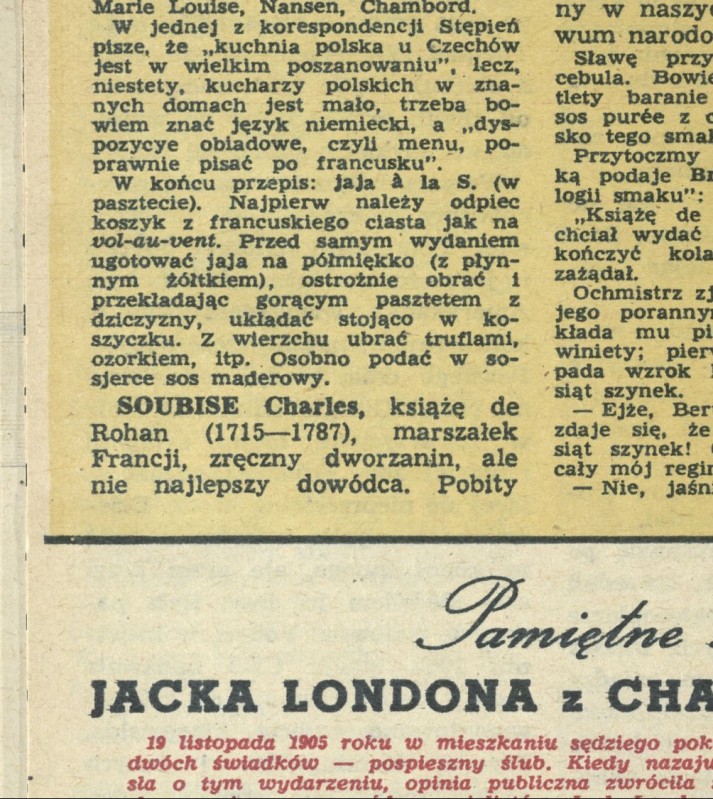 Marie Louise, Nansen, Chambord.
W jednej z korespondencji Stępień
pisze, że „kuchnia polska u Czechów
jest w wielkim poszanowaniu", lecz,
niestety, kucharzy polskich w zna-
nych domach jest mało, trzeba bo-
wiem znać język niemiecki, a „dys-
pozycye obiadowe, czyli menu, po-
prawnie pisać po francusku".
W końcu przepis: jaja à la S. (w
pasztecie). Najpierw należy odpiec
koszyk z francuskiego ciasta jak na
vol-au-vent. Przed samym wydaniem
ugotować jaja na półmiękko (z płyn-
nym żółtkiem), ostrożnie obrać i
przekładając gorącym pasztetem z
dziczyzny, układać stojąco w ko-
szyczku. Z wierzchu ubrać truflami,
ozorkiem, itp. Osobno podać w so-
sjerce sos maderowy.
SOUBISE Charles, książę de
Rohan (1715—1787), marszałek
Francji, zręczny dworzanin, ale
nie najlepszy dowódca. Pobity
ny w naszyc
wum narodo
Sławę przy
cebula. Bowie
tlety baranie
sos purée z c
sko tego smal
Przytoczmy
ką podaje Br
logii smaku":
„Książę de
chciał wydać
kończyć kola
zażądał.
Ochmistrz zj
jego porannym
kłada mu pi
winiety; pierw
pada wzrok
siąt szynek.
— Ejże, Ber
zdaje się, że
siąt szynek!
cały mój regin
— Nie, jaśni
Pamiętne
JACKA LONDONA z CHA
19 listopada 1905 roku w mieszkaniu sędziego pok
dwóch świadków — pospieszny ślub. Kiedy nazaju
sła o tym wydarzeniu, opinia publiczna zwróciła